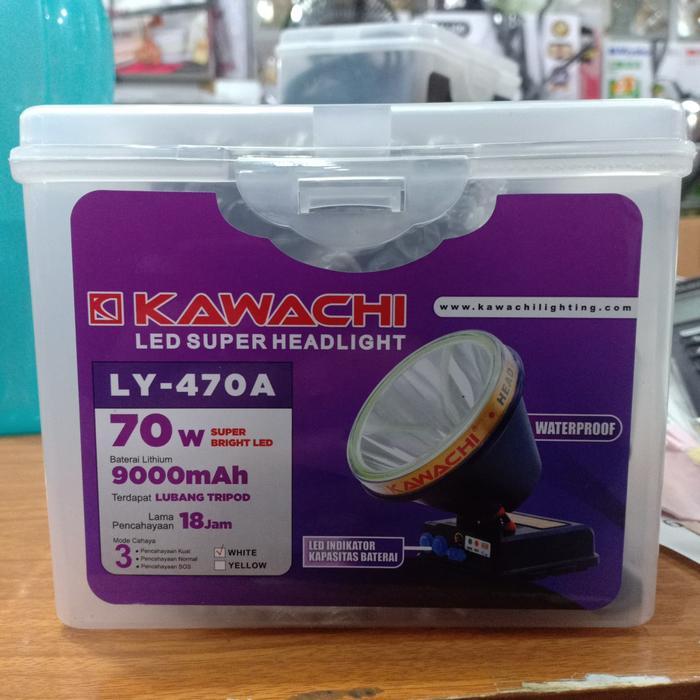 KAWACHI
LED SUPER HEADLIGHT
www.kawachilighting.com
LY-470A
70 W SUPER
BRIGHT LED
Baterai Lithium
9000mAh
Terdapat LUBANG TRIPOD
Lama
Pencahayaan 18Jam
Mode Cahaya
3
• Pencahayaan Kuat
• Pencahayaan Normal
• Pencahayaan SOS
WHITE
YELLOW
HEAD
KAWACHI
WATERPROOF
LED INDIKATOR
KAPASITAS BATERAI